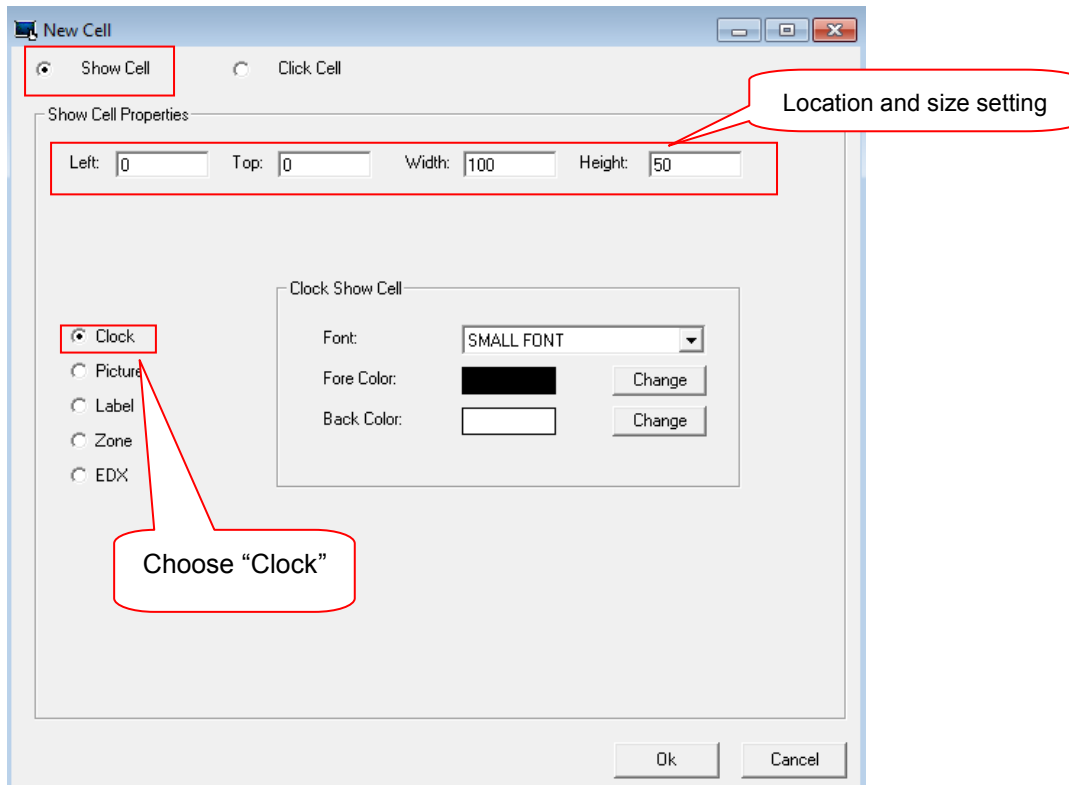 New Cell
Show Cell Click Cell
Location and size setting
Show Cell Properties
Left: 0 Top: 0 Width: 100 Height: 50
Clock Show Cell
Clock Font: SMALL FONT
Picture Fore Color: Change
Label Back Color: Change
Zone
EDX
Choose “Clock”
Ok Cancel